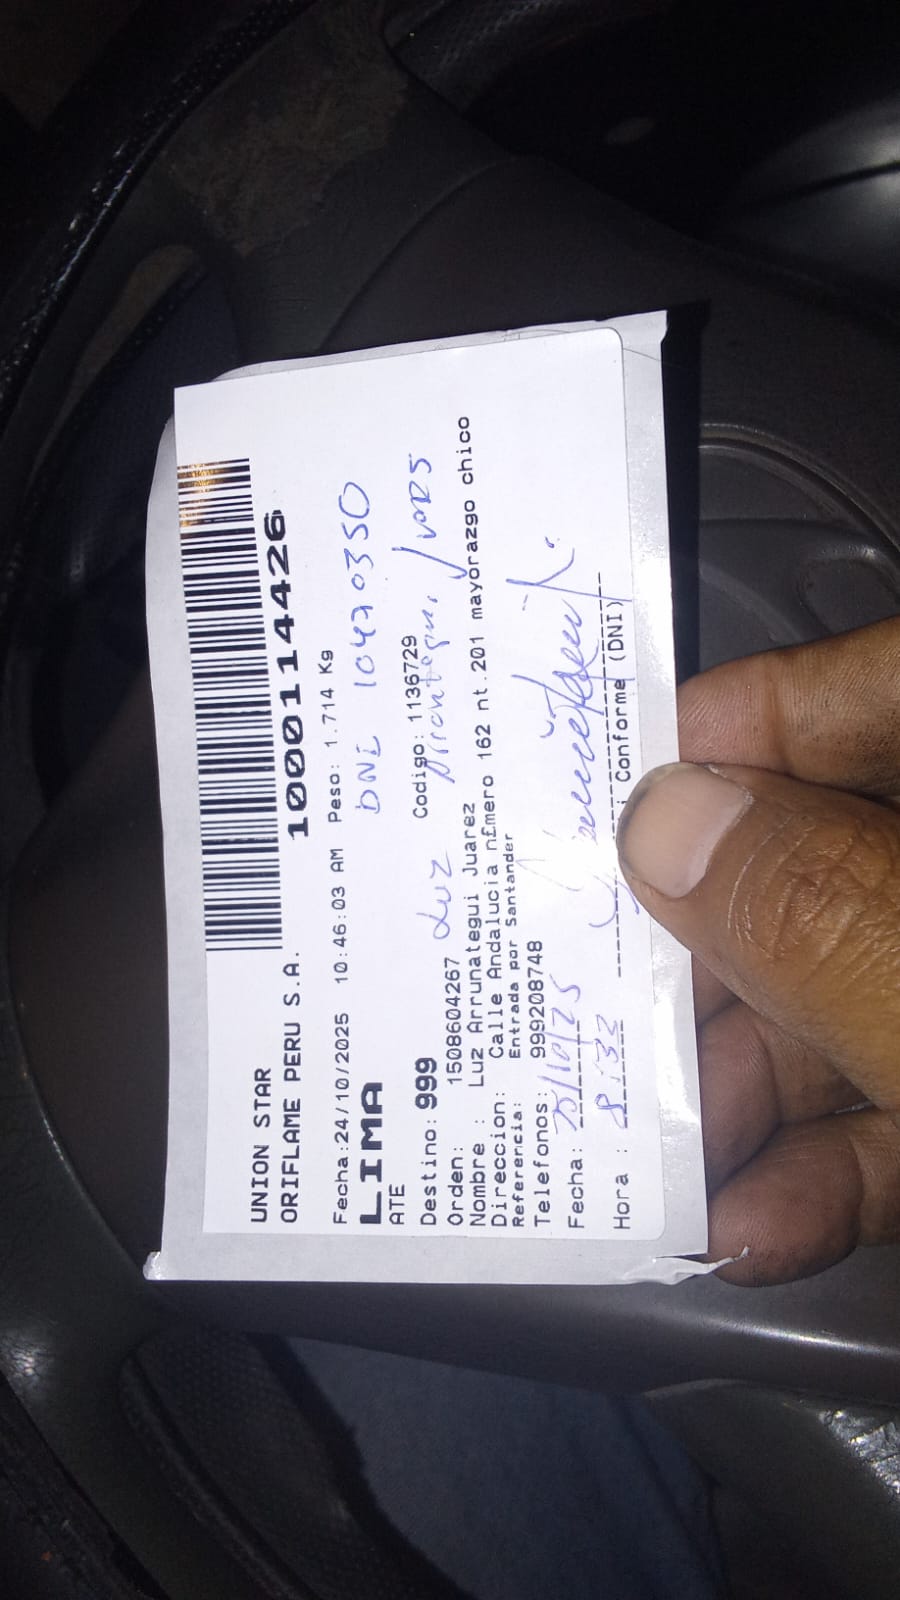 UNION STAR
ORIFLAME PERU S.A. 1000114426
Fecha:24/10/2025 10:46:03 AM Peso: 1.714 Kg
LIMA DNI 10470350
ATE
Destino: 999 Codigo: 1136729
Luz
Orden: 1508604267
Nombre : Luz Arrunategui Juarez
Direccion: Calle Andalucia n£mero 162 nt.201 mayorazgo chico
Referencia: Entrada por Santander
Telefonos: 999208748
Fecha: 25/10/25
Hora : 8:32 Conforme (DNI)